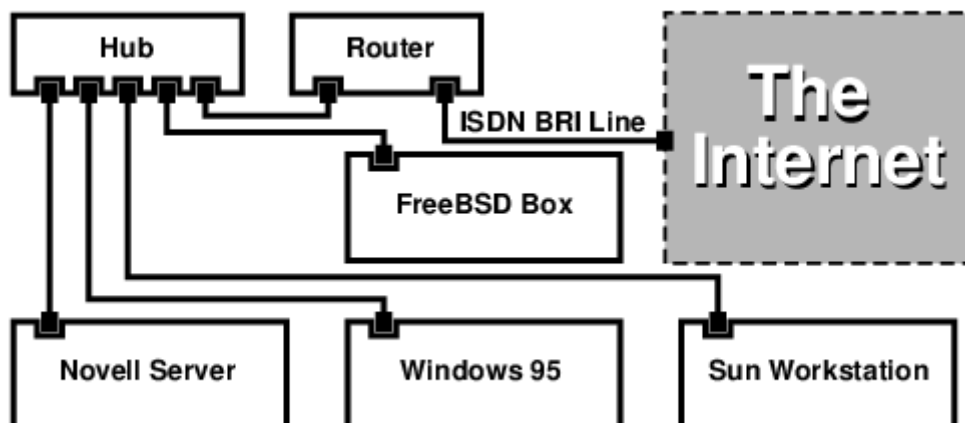 Hub
Router
The
Internet
ISDN BRI Line
FreeBSD Box
Novell Server
Windows 95
Sun Workstation